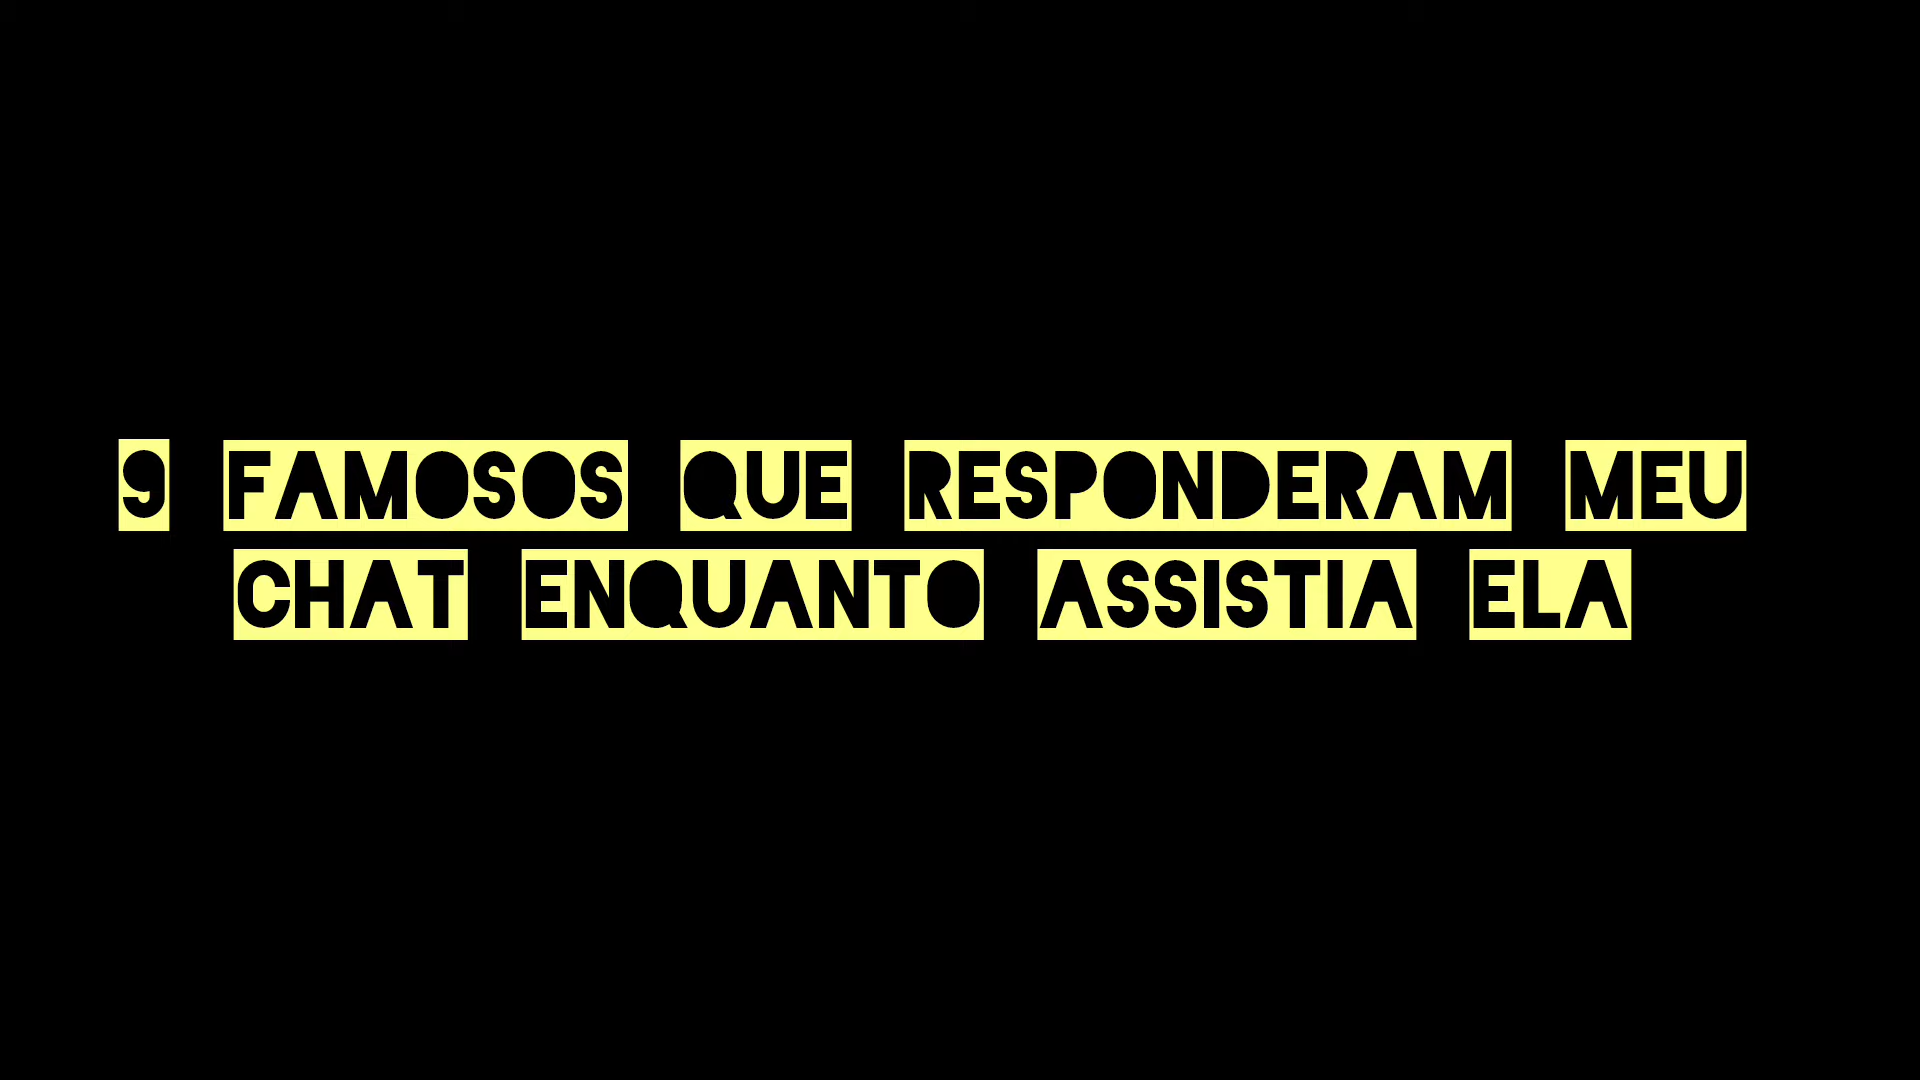 9 FAMOSOS QUE RESPONDERAM MEU
CHAT ENQUANTO ASSISTIA ELA